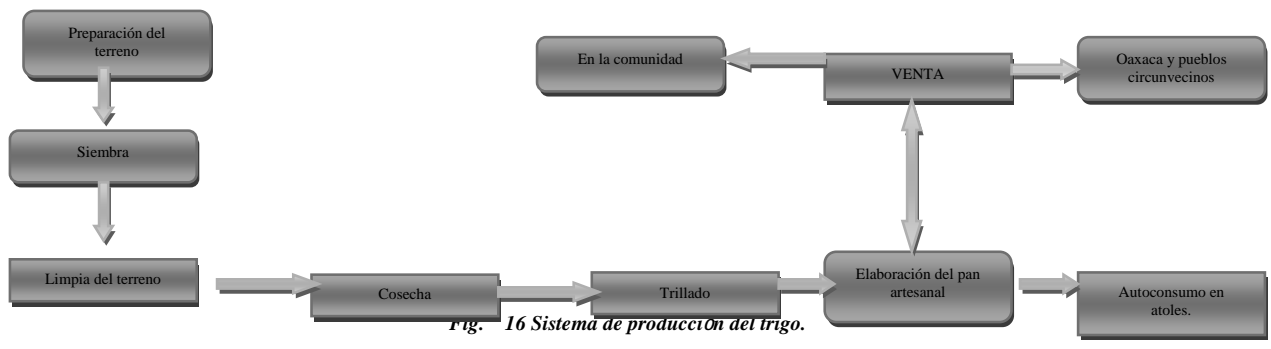 Preparación del
terreno
Siembra
Limpia del terreno
Cosecha
Trillado
Elaboración del pan
artesanal
Autoconsumo en
atoles.
En la comunidad
VENTA
Oaxaca y pueblos
circunvecinos
Fig. 16 Sistema de producción del trigo.